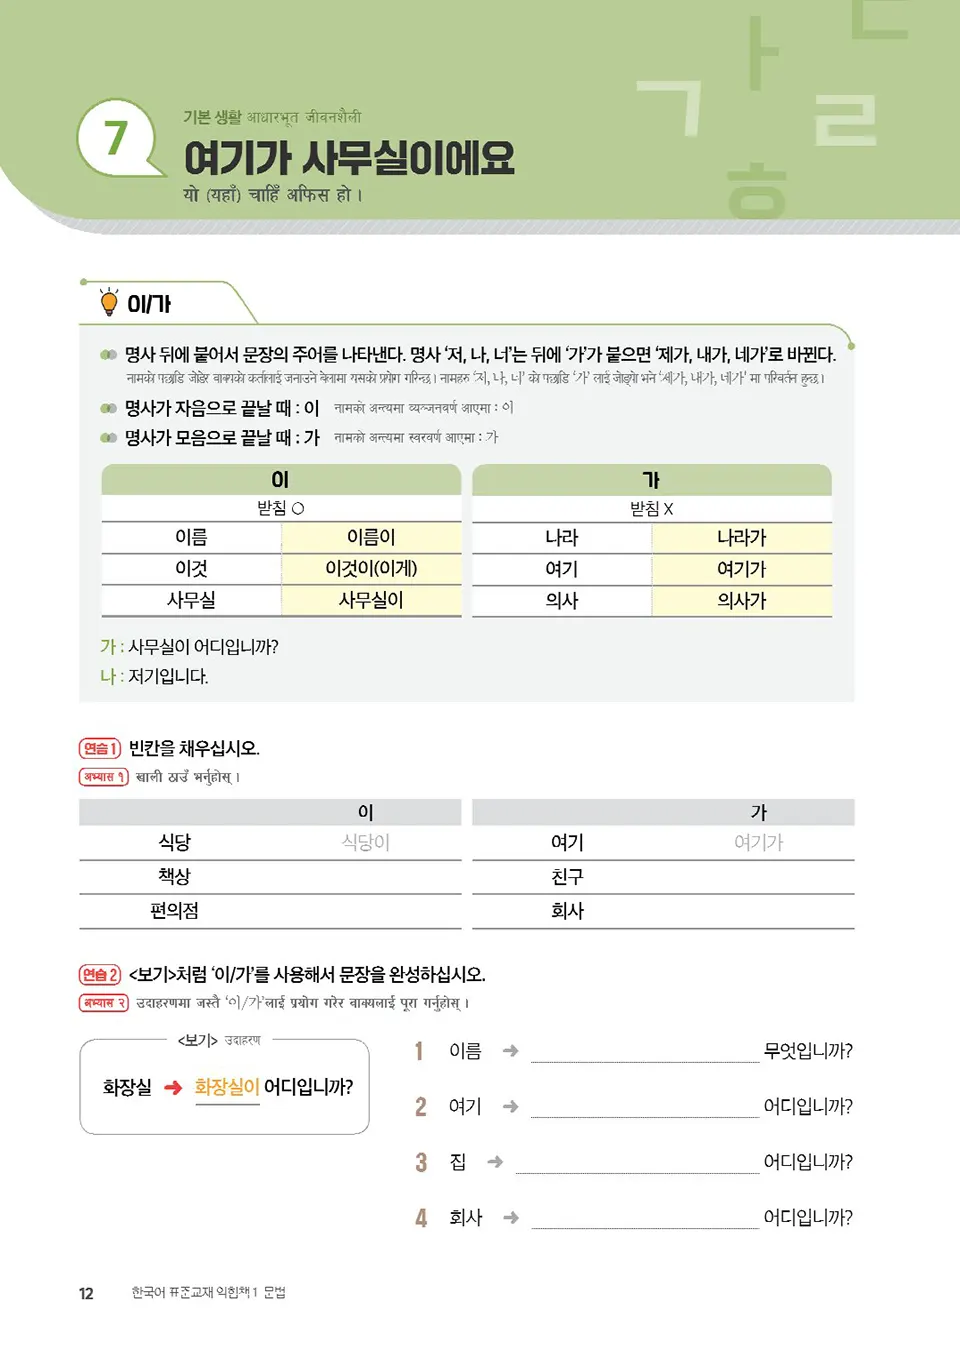 ㅏ ㄷ
ㄱ ㄹ
ㅎ
7
기본 생활 आधारभूत जीवनशैली
여기가 사무실이에요
यो (यहाँ) चाहिँ अफिस हो ।
이/가
명사 뒤에 붙어서 문장의 주어를 나타낸다. 명사 ‘저, 나, 너’는 뒤에 ‘가’가 붙으면 ‘제가, 내가, 네가’로 바뀐다.
नामको पछाडि जोडेर वाक्यको कर्तालाई जनाउने बेलामा यसको प्रयोग गरिन्छ। नामहरु ‘저, 나, 너’ को पछाडि ‘가’ लाई जोड्यो भने ‘제가, 내가, 네가’ मा परिवर्तन हुन्छ।
명사가 자음으로 끝날 때 : 이 नामको अन्त्यमा व्यञ्जनवर्ण आएमा : 이
명사가 모음으로 끝날 때 : 가 नामको अन्त्यमा स्वरवर्ण आएमा : 가
이 가
받침 ○ 받침 X
이름 이름이 나라 나라가
이것 이것이(이게) 여기 여기가
사무실 사무실이 의사 의사가
가 : 사무실이 어디입니까?
나 : 저기입니다.
연습 1 빈칸을 채우십시오.
अभ्यास १ खाली ठाउँ भर्नुहोस् ।
이 가
식당 식당이 여기 여기가
책상 친구
편의점 회사
연습 2 <보기>처럼 ‘이/가’를 사용해서 문장을 완성하십시오.
अभ्यास २ उदाहरणमा जस्तै ‘이/가’लाई प्रयोग गरेर वाक्यलाई पूरा गर्नुहोस् ।
<보기> उदाहरण
화장실 ➜ 화장실이 어디입니까?
1 이름 ➜ 무엇입니까?
2 여기 ➜ 어디입니까?
3 집 ➜ 어디입니까?
4 회사 ➜ 어디입니까?
12 한국어 표준교재 익힘책 1 문법